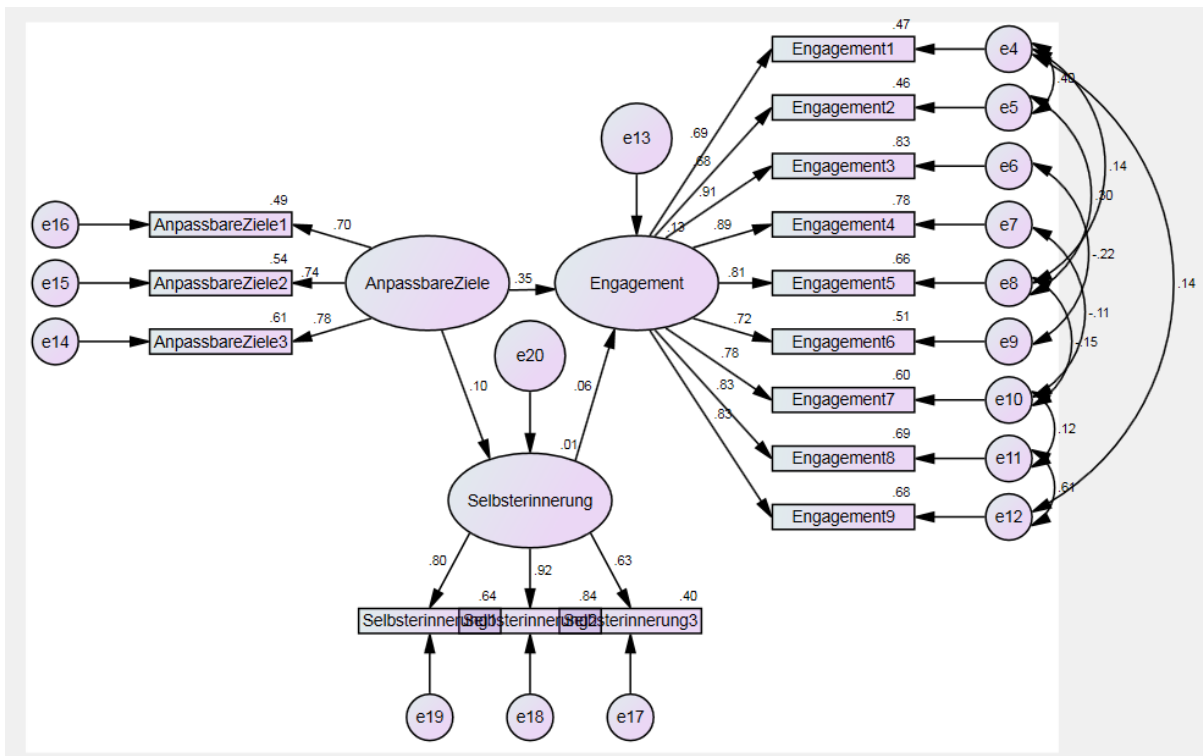 .47
Engagement1
e4
.40
.46
Engagement2
e5
e13
.69
.68
.83
Engagement3
e6
.14
.30
.91
.49
e16
AnpassbareZiele1
.70
.13
.89
.78
Engagement4
e7
-.22
.54
e15
AnpassbareZiele2
.74
AnpassbareZiele
.35
Engagement
.81
.66
Engagement5
e8
.14
.61
e14
AnpassbareZiele3
.78
-.11
-.15
e20
.72
.51
Engagement6
e9
.10
.06
.78
.60
Engagement7
e10
.83
.12
.83
.01
.69
Engagement8
e11
Selbsterinnerung
.61
.68
Engagement9
e12
.80
.92
.63
.64
.84
.40
Selbsterinnerung1
Selbsterinnerung2
Selbsterinnerung3
e19
e18
e17